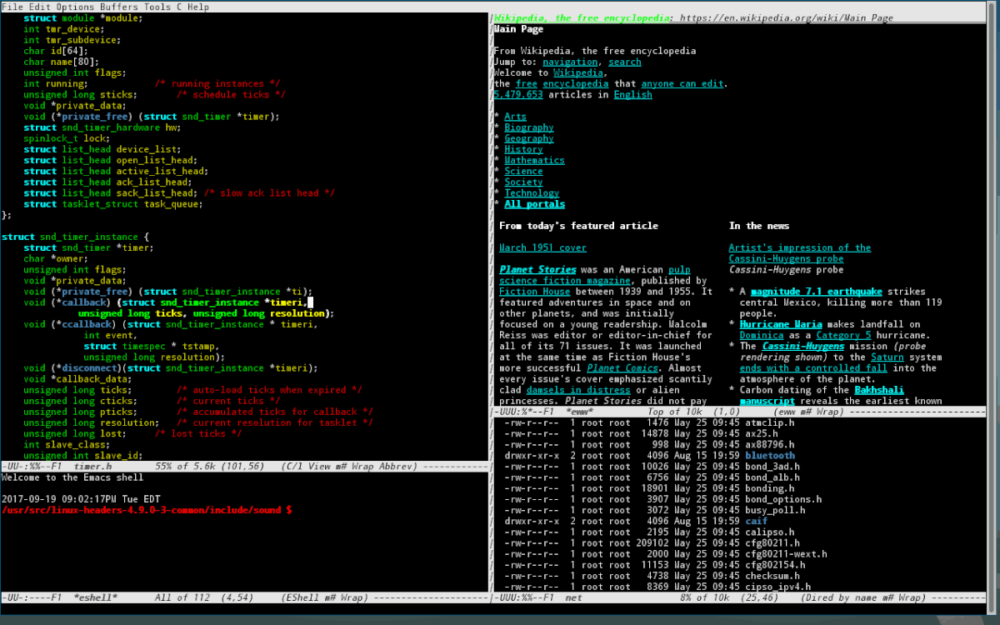 File Edit Options Buffers Tools C Help
    struct module *module;
    int tmr_device;
    int tmr_subdevice;
    char id[64];
    char name[80];
    unsigned int flags;
    int running;            /* running instances */
    unsigned long sticks;       /* schedule ticks */
    void *private_data;
    void (*private_free) (struct snd_timer *timer);
    struct snd_timer_hardware hw;
    spinlock_t lock;
    struct list_head device_list;
    struct list_head open_list_head;
    struct list_head active_list_head;
    struct list_head ack_list_head;
    struct list_head sack_list_head; /* slow ack list head */
    struct tasklet_struct task_queue;
};
struct snd_timer_instance {
    struct snd_timer *timer;
    char *owner;
    unsigned int flags;
    void *private_data;
    void (*private_free) (struct snd_timer_instance *ti);
    void (*callback) (struct snd_timer_instance *timeri,
              unsigned long ticks, unsigned long resolution);
    void (*ccallback) (struct snd_timer_instance * timeri,
               int event,
               struct timespec * tstamp,
               unsigned long resolution);
    void (*disconnect)(struct snd_timer_instance *timeri);
    void *callback_data;
    unsigned long ticks;        /* auto-load ticks when expired */
    unsigned long cticks;       /* current ticks */
    unsigned long pticks;       /* accumulated ticks for callback */
    unsigned long resolution;   /* current resolution for tasklet */
    unsigned long lost;     /* lost ticks */
    int slave_class;
    unsigned int slave_id;
-UU-:%%--F1  timer.h        55% of 5.6k (101,56)   (C/l View m# Wrap Abbrev) ------------
Welcome to the Emacs shell
2017-09-19 09:02:17PM Tue EDT
/usr/src/linux-headers-4.9.0-3-common/include/sound $
-UU-:----F1  *eshell*       All of 112  (4,54)     (EShell m# Wrap) ---------------------
Wikipedia, the free encyclopedia: https://en.wikipedia.org/wiki/Main_Page
Main Page
From Wikipedia, the free encyclopedia
Jump to: navigation, search
Welcome to Wikipedia,
the free encyclopedia that anyone can edit.
5,479,653 articles in English
* Arts
* Biography
* Geography
* History
* Mathematics
* Science
* Society
* Technology
* All portals
From today's featured article
March 1951 cover
Planet Stories was an American pulp
science fiction magazine, published by
Fiction House between 1939 and 1955. It
featured adventures in space and on
other planets, and was initially
focused on a young readership. Malcolm
Reiss was editor or editor-in-chief for
all of its 71 issues. It was launched
at the same time as Fiction House's
more successful Planet Comics. Almost
every issue's cover emphasized scantily
clad damsels in distress or alien
princesses. Planet Stories did not pay
In the news
Artist's impression of the
Cassini-Huygens probe
Cassini-Huygens probe
* A magnitude 7.1 earthquake strikes
central Mexico, killing more than 119
people.
* Hurricane Maria makes landfall on
Dominica as a Category 5 hurricane.
* The Cassini-Huygens mission (probe
rendering shown) to the Saturn system
ends with a controlled fall into the
atmosphere of the planet.
* Carbon dating of the Bakhshali
manuscript reveals the earliest known
-UUU:%*--F1  *eww*          Top of 10k  (1,0)      (eww m# Wrap) -------------------------
-rw-r--r--  1 root root   1476 May 25 09:45 atmclip.h
-rw-r--r--  1 root root  14878 May 25 09:45 ax25.h
-rw-r--r--  1 root root    998 May 25 09:45 ax88796.h
drwxr-xr-x  2 root root   4096 Aug 15 19:59 bluetooth
-rw-r--r--  1 root root  10026 May 25 09:45 bond_3ad.h
-rw-r--r--  1 root root   6756 May 25 09:45 bond_alb.h
-rw-r--r--  1 root root  18901 May 25 09:45 bonding.h
-rw-r--r--  1 root root   3907 May 25 09:45 bond_options.h
-rw-r--r--  1 root root   3072 May 25 09:45 busy_poll.h
drwxr-xr-x  2 root root   4096 Aug 15 19:59 caif
-rw-r--r--  1 root root   2195 May 25 09:45 calipso.h
-rw-r--r--  1 root root 209102 May 25 09:45 cfg80211.h
-rw-r--r--  1 root root   2000 May 25 09:45 cfg80211-wext.h
-rw-r--r--  1 root root  11153 May 25 09:45 cfg802154.h
-rw-r--r--  1 root root   4738 May 25 09:45 checksum.h
-rw-r--r--  1 root root   8369 May 25 09:45 cipso_ipv4.h
-UUU:%%--F1  net                  8% of 10k  (25,46)    (Dired by name m# Wrap) ----------